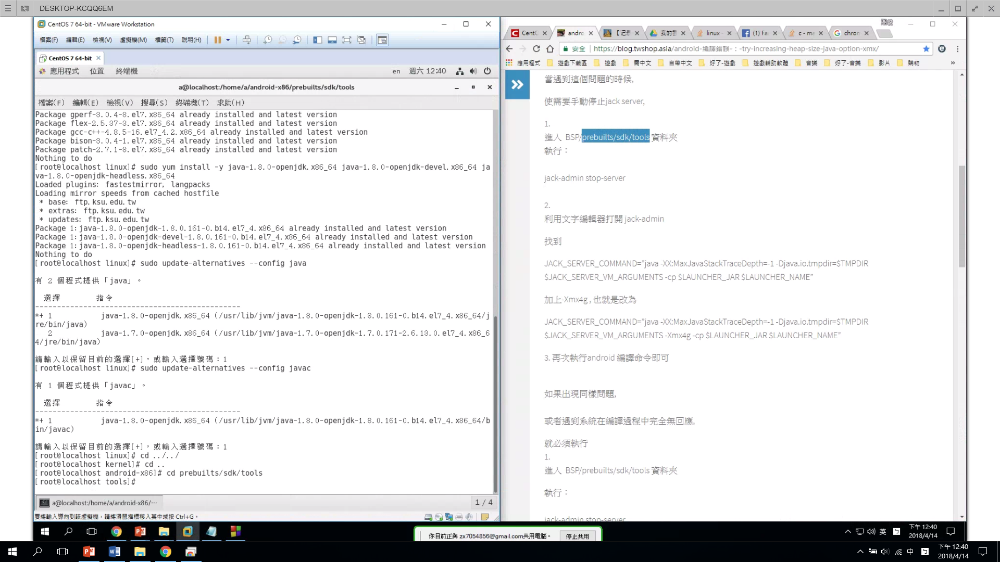 DESKTOP-KCQQ6EM
CentOS 7 64-bit - VMware Workstation
檔案(F) 編輯(E) 檢視(V) 虛擬機(M) 標籤(T) 說明(H)
CentOS 7 64-bit
應用程式 位置 終端機 en 週六 12:40
a@localhost:/home/a/android-x86/prebuilts/sdk/tools
檔案(F) 編輯(E) 檢視(V) 搜尋(S) 終端機(T) 求助(H)
Package gperf-3.0.4-8.el7.x86_64 already installed and latest version
Package flex-2.5.37-3.el7.x86_64 already installed and latest version
Package gcc-c++-4.8.5-16.el7_4.2.x86_64 already installed and latest version
Package bison-3.0.4-1.el7.x86_64 already installed and latest version
Package patch-2.7.1-8.el7.x86_64 already installed and latest version
Nothing to do
[root@localhost linux]# sudo yum install -y java-1.8.0-openjdk.x86_64 java-1.8.0-openjdk-devel.x86_64 ja
va-1.8.0-openjdk-headless.x86_64
Loaded plugins: fastestmirror, langpacks
Loading mirror speeds from cached hostfile
* base: ftp.ksu.edu.tw
* extras: ftp.ksu.edu.tw
* updates: ftp.ksu.edu.tw
Package 1:java-1.8.0-openjdk-1.8.0.161-0.b14.el7_4.x86_64 already installed and latest version
Package 1:java-1.8.0-openjdk-devel-1.8.0.161-0.b14.el7_4.x86_64 already installed and latest version
Package 1:java-1.8.0-openjdk-headless-1.8.0.161-0.b14.el7_4.x86_64 already installed and latest version
Nothing to do
[root@localhost linux]# sudo update-alternatives --config java
有 2 個程式提供「java」。
選擇 指令
-----------------------------------------------
*+ 1 java-1.8.0-openjdk.x86_64 (/usr/lib/jvm/java-1.8.0-openjdk-1.8.0.161-0.b14.el7_4.x86_64/j
re/bin/java)
2 java-1.7.0-openjdk.x86_64 (/usr/lib/jvm/java-1.7.0-openjdk-1.7.0.171-2.6.13.0.el7_4.x86_6
4/jre/bin/java)
請輸入以保留目前的選擇[+]，或輸入選擇號碼：1
[root@localhost linux]# sudo update-alternatives --config javac
有 1 個程式提供「javac」。
選擇 指令
-----------------------------------------------
*+ 1 java-1.8.0-openjdk.x86_64 (/usr/lib/jvm/java-1.8.0-openjdk-1.8.0.161-0.b14.el7_4.x86_64/b
in/javac)
請輸入以保留目前的選擇[+]，或輸入選擇號碼：1
[root@localhost linux]# cd ../../
[root@localhost kernel]# cd ..
[root@localhost android-x86]# cd prebuilts/sdk/tools
[root@localhost tools]#
a@localhost:/home/a/android-x86/··· 1 / 4
要將輸入導向到該虛擬機，請將滑鼠指標移入其中或按 Ctrl+G。
CentC andro 【记录 我的雲 linux - (1) Fa c - ma chrom
安全 https://blog.twshop.asia/android-編譯錯誤-：-try-increasing-heap-size-java-option-xmx/
應用程式 遊戲下載區 遊戲 需中文 自帶中文 好了-遊戲 遊戲輔助軟體 音樂 好了-音樂 影片 購物 »
當遇到這個問題的時候,
使需要手動停止jack server,
1.
進入 BSP/prebuilts/sdk/tools 資料夾
執行：
jack-admin stop-server
2.
利用文字編輯器打開 jack-admin
找到
JACK_SERVER_COMMAND="java -XX:MaxJavaStackTraceDepth=-1 -Djava.io.tmpdir=$TMPDIR
$JACK_SERVER_VM_ARGUMENTS -cp $LAUNCHER_JAR $LAUNCHER_NAME"
加上-Xmx4g , 也就是改為
JACK_SERVER_COMMAND="java -XX:MaxJavaStackTraceDepth=-1 -Djava.io.tmpdir=$TMPDIR
$JACK_SERVER_VM_ARGUMENTS -Xmx4g -cp $LAUNCHER_JAR $LAUNCHER_NAME"
3. 再次執行android 編譯命令即可
如果出現同樣問題,
或者遇到系統在編譯過程中完全無回應,
就必須執行
1.
進入 BSP/prebuilts/sdk/tools 資料夾
執行：
jack-admin stop-server
你目前正與 zx7054856@gmail.com共用電腦。 停止共用
英 下午 12:40
2018/4/14
中 下午 12:40
2018/4/14